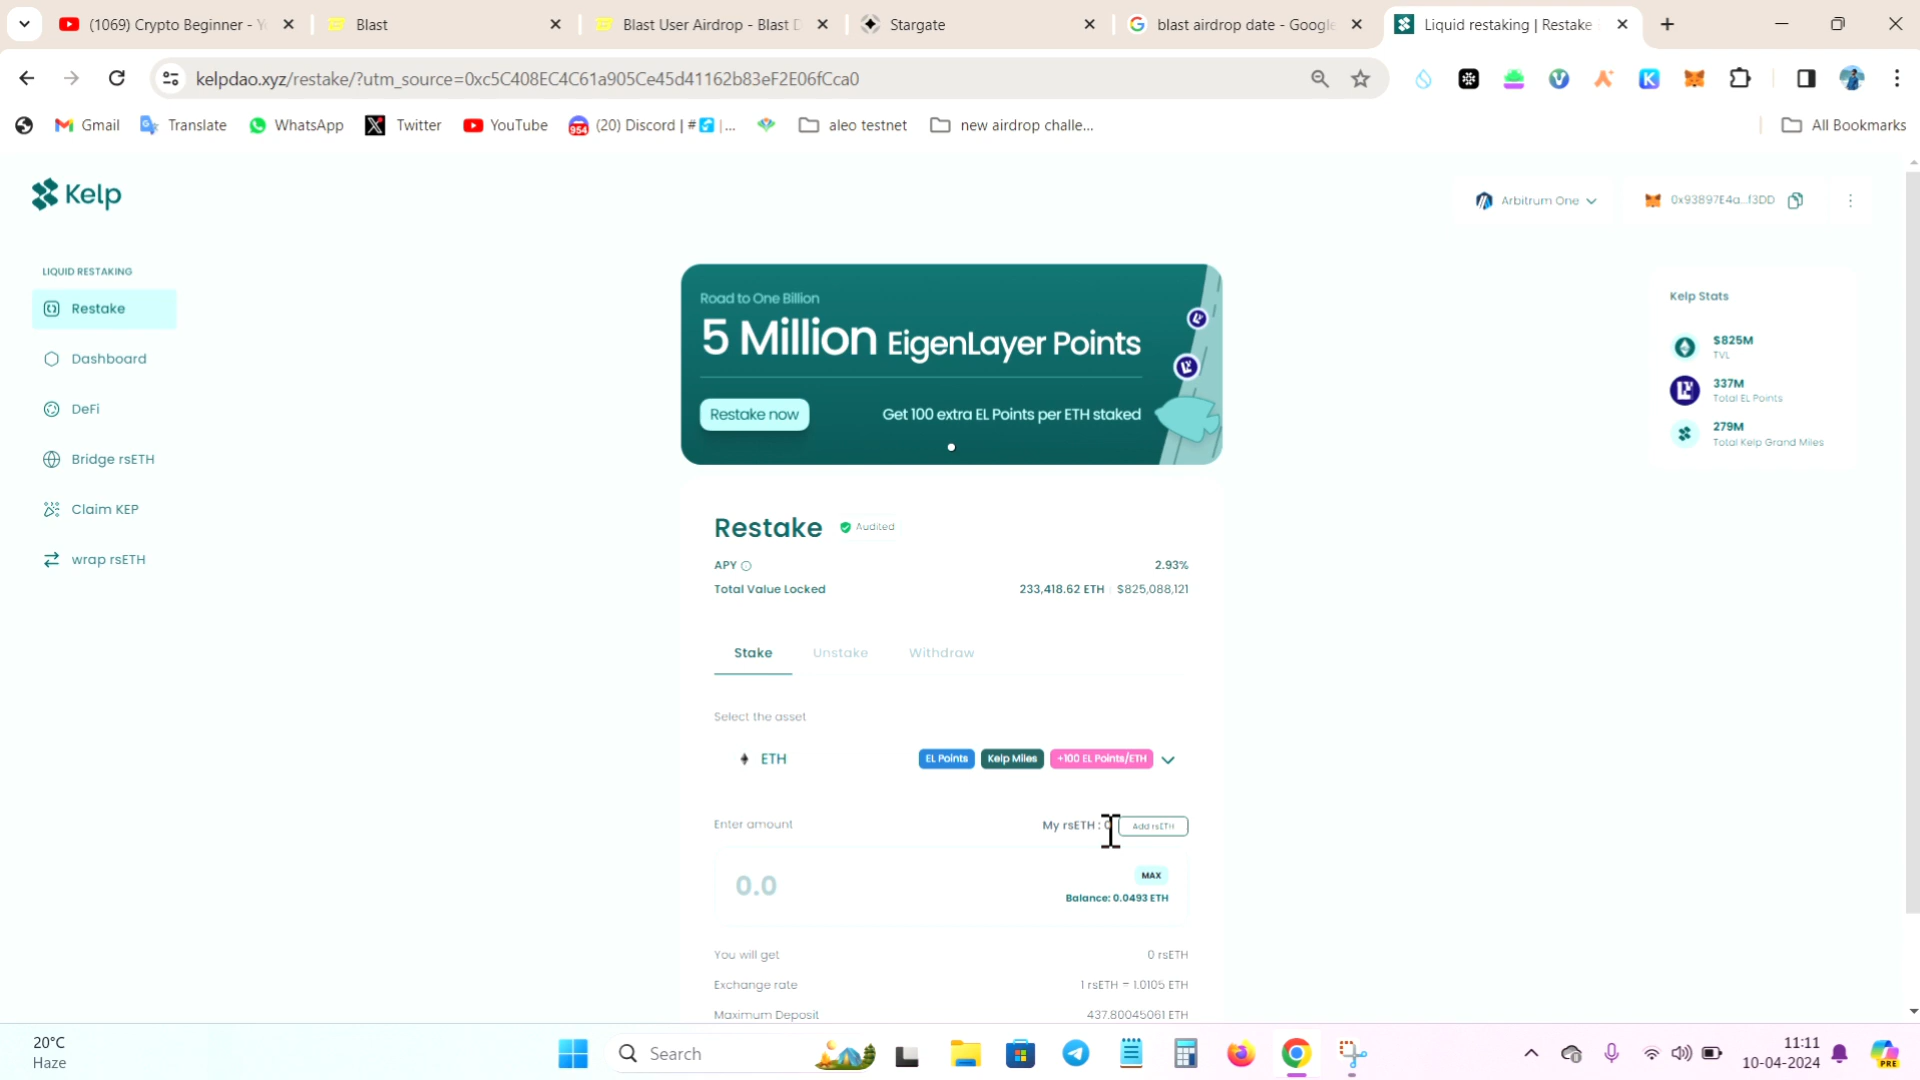 (1069) Crypto Beginner - Y
Blast
Blast User Airdrop - Blast D
Stargate
blast airdrop date - Google
Liquid restaking | Restake
kelpdao.xyz/restake/?utm_source=0xc5C408EC4C61a905Ce45d41162b83eF2E06fCca0
Gmail
Translate
WhatsApp
Twitter
YouTube
954
(20) Discord | # | ...
aleo testnet
new airdrop challe...
All Bookmarks
Kelp
Arbitrum One
0x93897E4a...f3DD
LIQUID RESTAKING
Restake
Dashboard
DeFi
Bridge rsETH
Claim KEP
wrap rsETH
Road to One Billion
5 Million EigenLayer Points
Restake now
Get 100 extra EL Points per ETH staked
Kelp Stats
$825M
TVL
337M
Total EL Points
279M
Total Kelp Grand Miles
Restake
Audited
APY
2.93%
Total Value Locked
233,418.62 ETH | $825,088,121
Stake
Unstake
Withdraw
Select the asset
ETH
EL Points
Kelp Miles
+100 EL Points/ETH
Enter amount
My rsETH : 0
Add rsETH
0.0
MAX
Balance: 0.0493 ETH
You will get
0 rsETH
Exchange rate
1 rsETH = 1.0105 ETH
Maximum Deposit
437.80045061 ETH
20°C
Haze
Search
11:11
10-04-2024
PRE